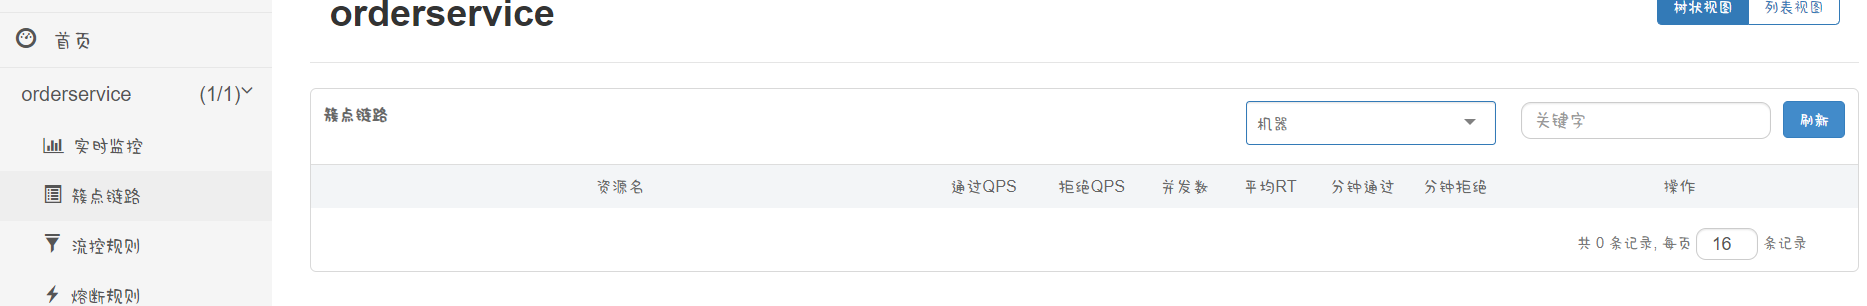 orderservice
树状视图 列表视图
首页
orderservice (1/1)
实时监控
簇点链路
流控规则
熔断规则
簇点链路
机器
关键字
刷新
资源名 通过QPS 拒绝QPS 并发数 平均RT 分钟通过 分钟拒绝 操作
共 0 条记录, 每页 16 条记录